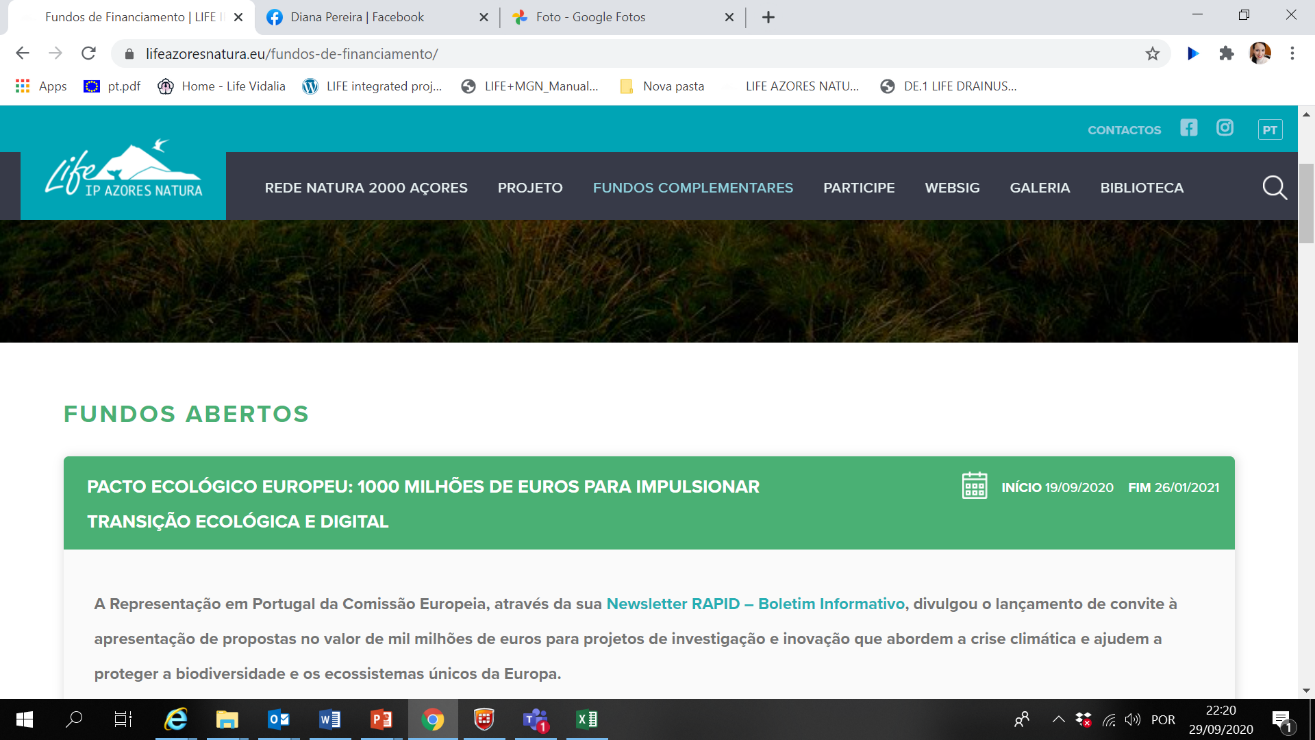 Fundos de Financiamento | LIFE I
Diana Pereira | Facebook
Foto - Google Fotos
lifeazoresnatura.eu/fundos-de-financiamento/
Apps
pt.pdf
Home - Life Vidalia
LIFE integrated proj...
LIFE+MGN_Manual...
Nova pasta
LIFE AZORES NATU...
DE.1 LIFE DRAINUS...
CONTACTOS
PT
Life
IP AZORES NATURA
REDE NATURA 2000 AÇORES
PROJETO
FUNDOS COMPLEMENTARES
PARTICIPE
WEBSIG
GALERIA
BIBLIOTECA
FUNDOS ABERTOS
PACTO ECOLÓGICO EUROPEU: 1000 MILHÕES DE EUROS PARA IMPULSIONAR
TRANSIÇÃO ECOLÓGICA E DIGITAL
INÍCIO 19/09/2020 FIM 26/01/2021
A Representação em Portugal da Comissão Europeia, através da sua Newsletter RAPID – Boletim Informativo, divulgou o lançamento de convite à
apresentação de propostas no valor de mil milhões de euros para projetos de investigação e inovação que abordem a crise climática e ajudem a
proteger a biodiversidade e os ecossistemas únicos da Europa.
POR
22:20
29/09/2020
1
1